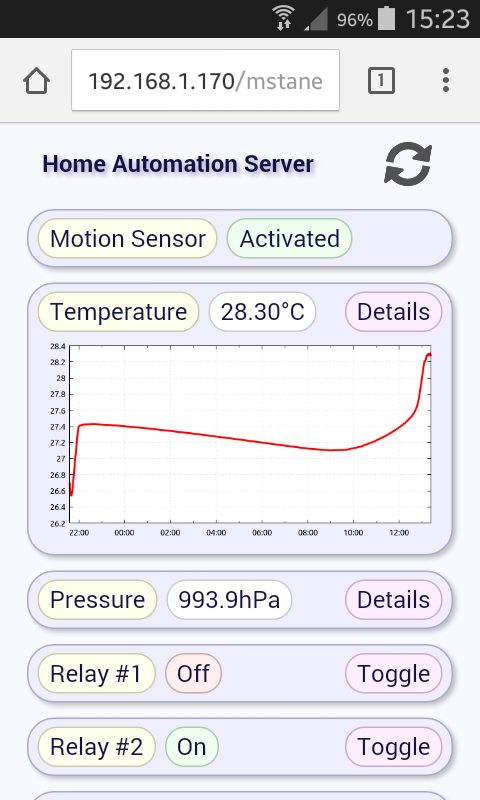 96% 15:23
192.168.1.170/mstane 1
Home Automation Server
Motion Sensor Activated
Temperature 28.30°C Details
28.4
28.2
28
27.8
27.6
27.4
27.2
27
26.8
26.6
26.4
26.2
22:00 00:00 02:00 04:00 06:00 08:00 10:00 12:00
Pressure 993.9hPa Details
Relay #1 Off Toggle
Relay #2 On Toggle